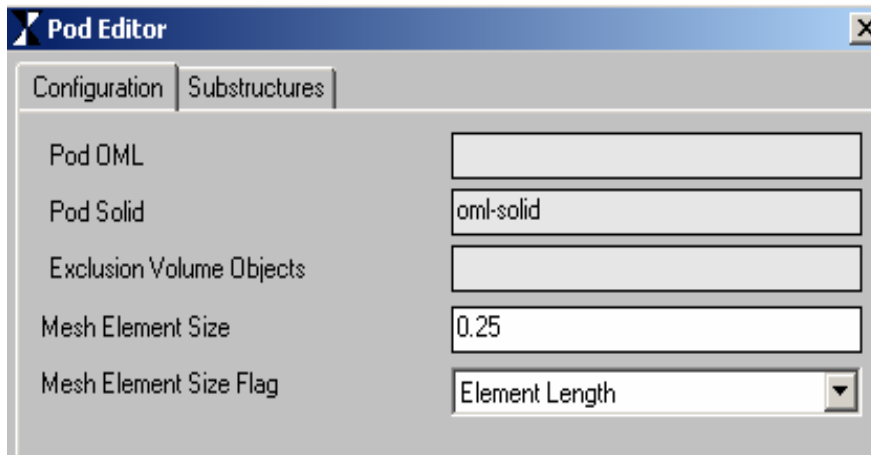 Pod Editor
Configuration Substructures
Pod OML
Pod Solid oml-solid
Exclusion Volume Objects
Mesh Element Size 0.25
Mesh Element Size Flag Element Length